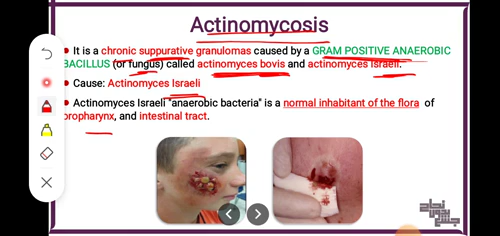 Actinomycosis
It is a chronic suppurative granulomas caused by a GRAM POSITIVE ANAEROBIC
BACILLUS (or fungus) called actinomyces bovis and actinomyces Israeli.
Cause: Actinomyces Israeli
Actinomyces Israeli "anaerobic bacteria" is a normal inhabitant of the flora of
oropharynx, and intestinal tract.